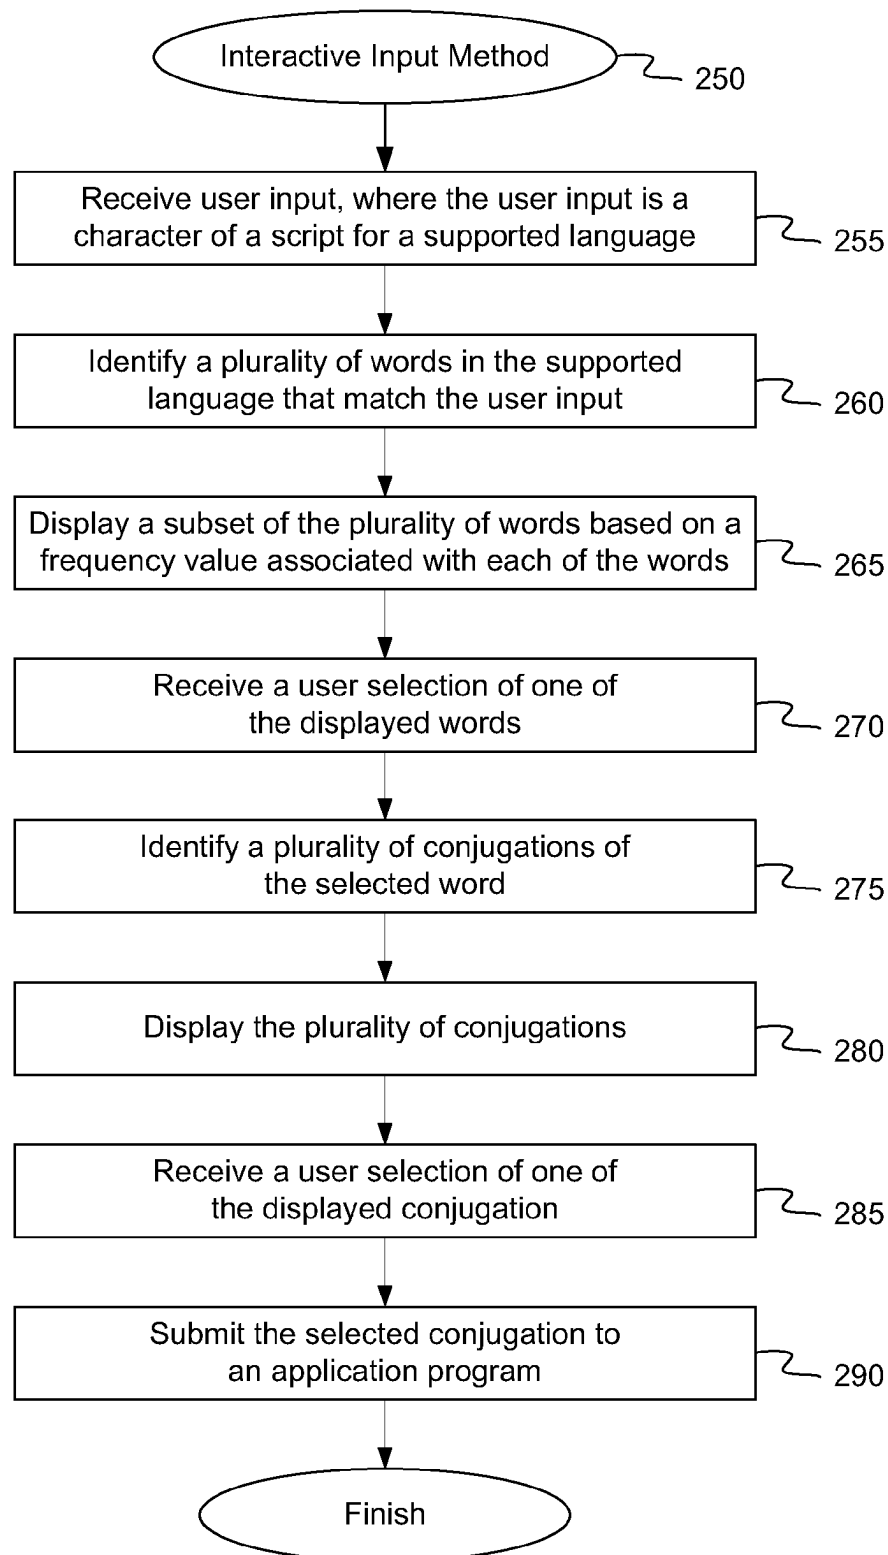 Interactive Input Method
250
Receive user input, where the user input is a
character of a script for a supported language
255
Identify a plurality of words in the supported
language that match the user input
260
Display a subset of the plurality of words based on a
frequency value associated with each of the words
265
Receive a user selection of one of
the displayed words
270
Identify a plurality of conjugations of
the selected word
275
Display the plurality of conjugations
280
Receive a user selection of one of
the displayed conjugation
285
Submit the selected conjugation to
an application program
290
Finish